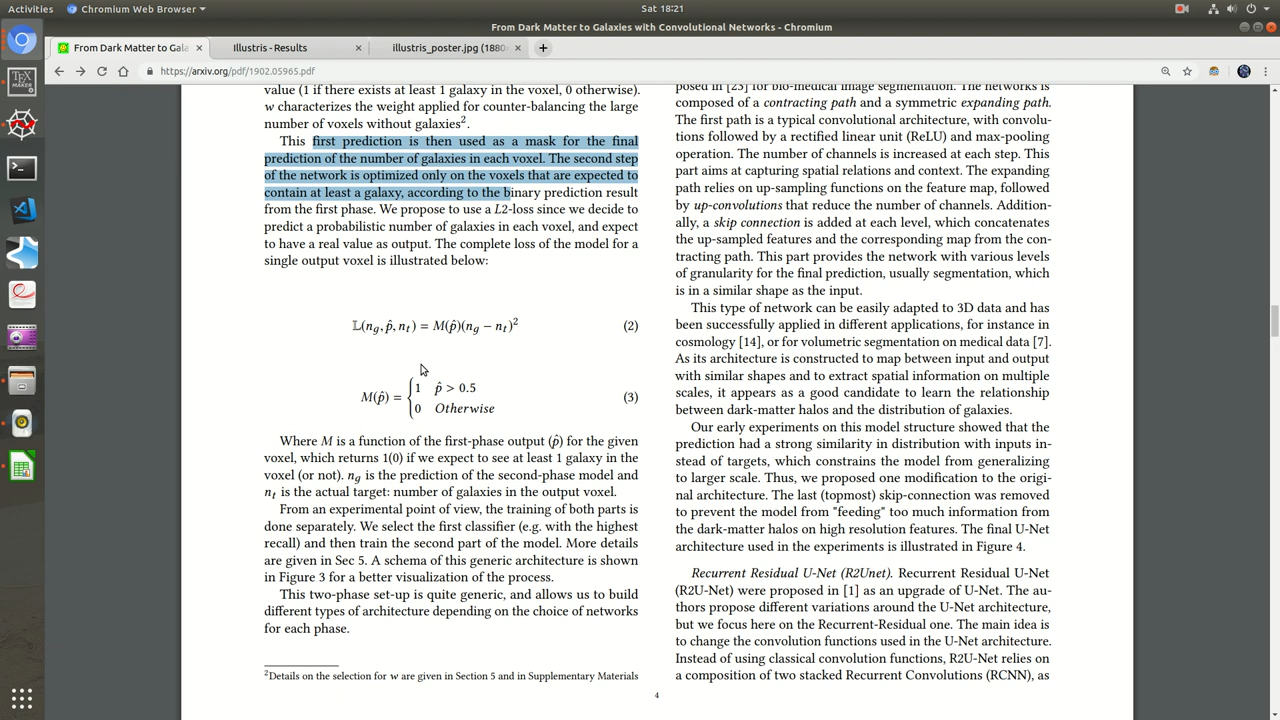 Activities
Chromium Web Browser
Sat 18:21
From Dark Matter to Galaxies with Convolutional Networks - Chromium
From Dark Matter to Gala
Illustris - Results
illustris_poster.jpg (1880
https://arxiv.org/pdf/1902.05965.pdf
value (1 if there exists at least 1 galaxy in the voxel, 0 otherwise).
w characterizes the weight applied for counter-balancing the large
number of voxels without galaxies².
This first prediction is then used as a mask for the final
prediction of the number of galaxies in each voxel. The second step
of the network is optimized only on the voxels that are expected to
contain at least a galaxy, according to the binary prediction result
from the first phase. We propose to use a L2-loss since we decide to
predict a probabilistic number of galaxies in each voxel, and expect
to have a real value as output. The complete loss of the model for a
single output voxel is illustrated below:
𝕃(n_g, p̂, n_t) = M(p̂)(n_g − n_t)² (2)
M(p̂) = { 1 p̂ > 0.5 (3)
0 Otherwise
Where M is a function of the first-phase output (p̂) for the given
voxel, which returns 1(0) if we expect to see at least 1 galaxy in the
voxel (or not). n_g is the prediction of the second-phase model and
n_t is the actual target: number of galaxies in the output voxel.
From an experimental point of view, the training of both parts is
done separately. We select the first classifier (e.g. with the highest
recall) and then train the second part of the model. More details
are given in Sec 5. A schema of this generic architecture is shown
in Figure 3 for a better visualization of the process.
This two-phase set-up is quite generic, and allows us to build
different types of architecture depending on the choice of networks
for each phase.
²Details on the selection for w are given in Section 5 and in Supplementary Materials
posed in [23] for bio-medical image segmentation. The networks is
composed of a contracting path and a symmetric expanding path.
The first path is a typical convolutional architecture, with convolu-
tions followed by a rectified linear unit (ReLU) and max-pooling
operation. The number of channels is increased at each step. This
part aims at capturing spatial relations and context. The expanding
path relies on up-sampling functions on the feature map, followed
by up-convolutions that reduce the number of channels. Addition-
ally, a skip connection is added at each level, which concatenates
the up-sampled features and the corresponding map from the con-
tracting path. This part provides the network with various levels
of granularity for the final prediction, usually segmentation, which
is in a similar shape as the input.
This type of network can be easily adapted to 3D data and has
been successfully applied in different applications, for instance in
cosmology [14], or for volumetric segmentation on medical data [7].
As its architecture is constructed to map between input and output
with similar shapes and to extract spatial information on multiple
scales, it appears as a good candidate to learn the relationship
between dark-matter halos and the distribution of galaxies.
Our early experiments on this model structure showed that the
prediction had a strong similarity in distribution with inputs in-
stead of targets, which constrains the model from generalizing
to larger scale. Thus, we proposed one modification to the origi-
nal architecture. The last (topmost) skip-connection was removed
to prevent the model from "feeding" too much information from
the dark-matter halos on high resolution features. The final U-Net
architecture used in the experiments is illustrated in Figure 4.
Recurrent Residual U-Net (R2Unet). Recurrent Residual U-Net
(R2U-Net) were proposed in [1] as an upgrade of U-Net. The au-
thors propose different variations around the U-Net architecture,
but we focus here on the Recurrent-Residual one. The main idea is
to change the convolution functions used in the U-Net architecture.
Instead of using classical convolution functions, R2U-Net relies on
a composition of two stacked Recurrent Convolutions (RCNN), as
4